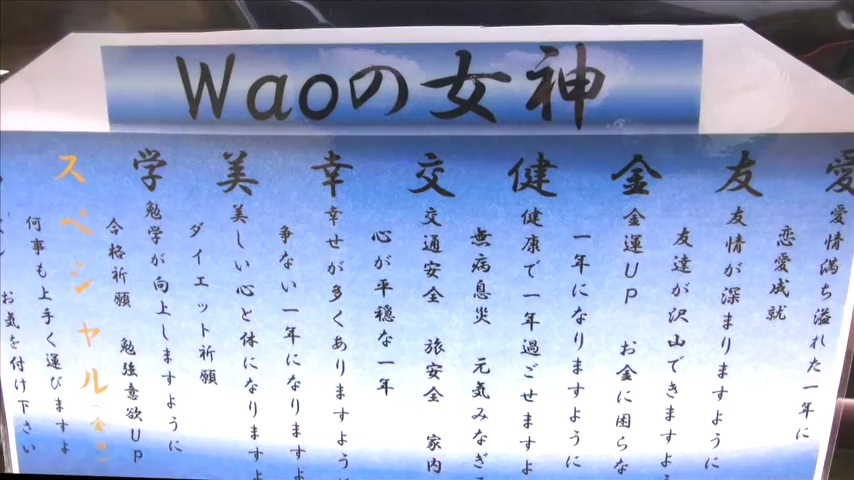 Waoの女神
愛
愛情満ち溢れた一年に
恋愛成就
友
友情が深まりますように
友達が沢山できますよう
金
金運UP お金に困らな
一年になりますように
健
健康で一年過ごせますよ
無病息災 元気みなぎる
交
交通安全 旅安全 家内
心が平穏な一年
幸
幸せが多くありますように
争ない一年になりますよ
美
美しい心と体になりますよ
ダイエット祈願
学
勉学が向上しますように
合格祈願 勉強意欲UP
スペシャル
何事も上手く運びますよ
お気を付け下さい